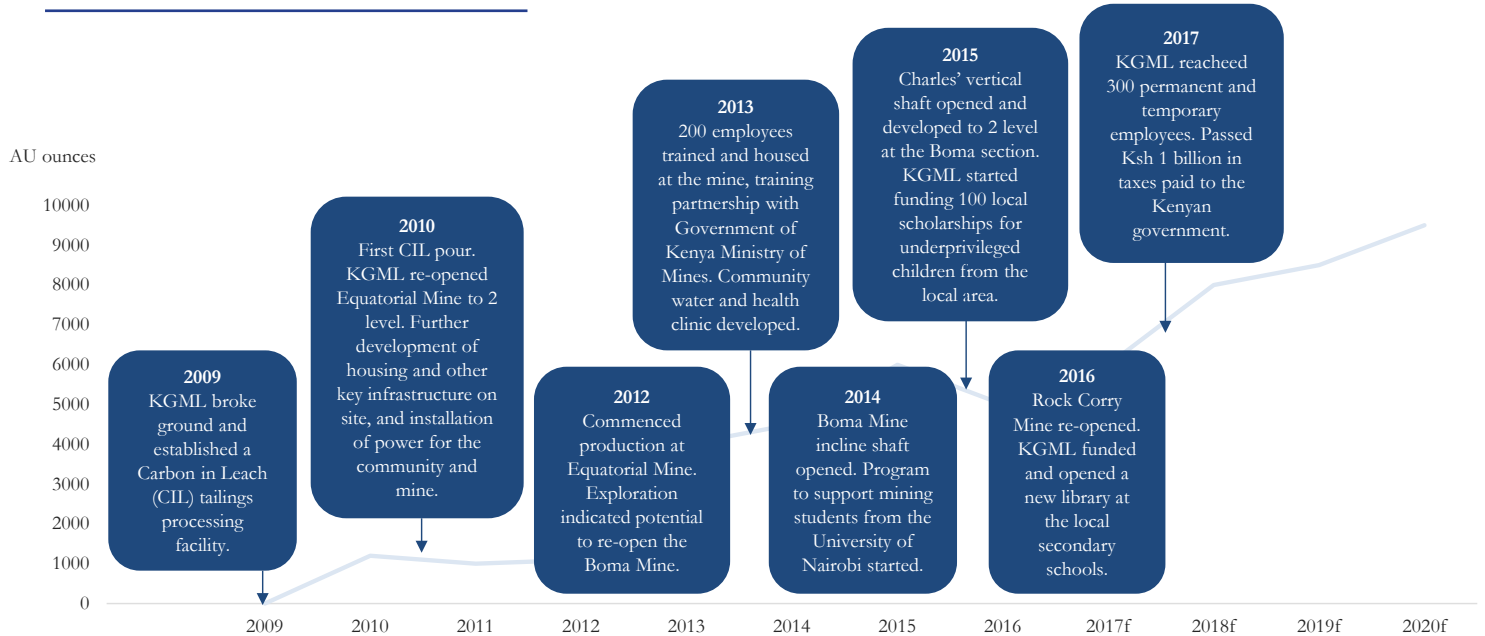 AU ounces
10000
9000
8000
7000
6000
5000
4000
3000
2000
1000
0
2009
KGML broke
ground and
established a
Carbon in Leach
(CIL) tailings
processing
facility.
2010
First CIL pour.
KGML re-opened
Equatorial Mine to 2
level. Further
development of
housing and other
key infrastructure on
site, and installation
of power for the
community and
mine.
2012
Commenced
production at
Equatorial Mine.
Exploration
indicated potential
to re-open the
Boma Mine.
2013
200 employees
trained and housed
at the mine, training
partnership with
Government of
Kenya Ministry of
Mines. Community
water and health
clinic developed.
2014
Boma Mine
incline shaft
opened. Program
to support mining
students from the
University of
Nairobi started.
2015
Charles’ vertical
shaft opened and
developed to 2 level
at the Boma section.
KGML started
funding 100 local
scholarships for
underprivileged
children from the
local area.
2016
Rock Corry
Mine re-opened.
KGML funded
and opened a
new library at
the local
secondary
schools.
2017
KGML reacheed
300 permanent and
temporary
employees. Passed
Ksh 1 billion in
taxes paid to the
Kenyan
government.
2009 2010 2011 2012 2013 2014 2015 2016 2017f 2018f 2019f 2020f